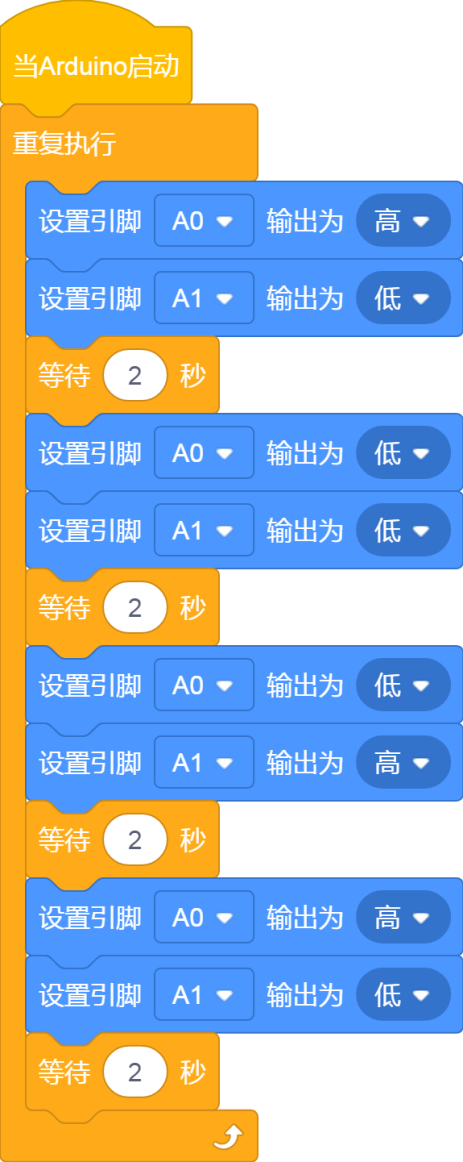 当Arduino启动
重复执行
设置引脚 A0 输出为 高
设置引脚 A1 输出为 低
等待 2 秒
设置引脚 A0 输出为 低
设置引脚 A1 输出为 低
等待 2 秒
设置引脚 A0 输出为 低
设置引脚 A1 输出为 高
等待 2 秒
设置引脚 A0 输出为 高
设置引脚 A1 输出为 低
等待 2 秒